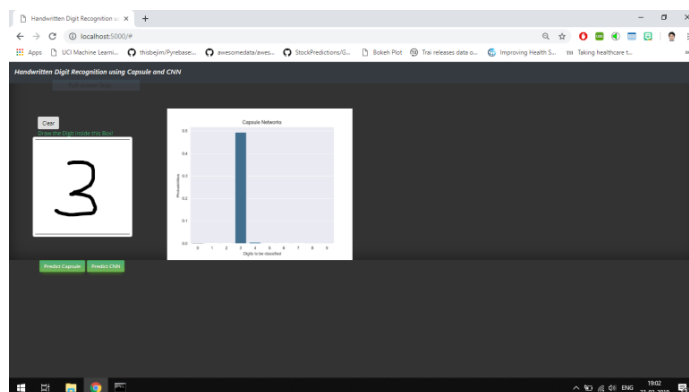 Handwritten Digit Recognition u
localhost:5000/#
Apps UCI Machine Learni... thisbejim/Pyrebase... awesomedata/awes... StockPredictions/G... Bokeh Plot Trai releases data o... Improving Health S... Taking healthcare t...
Handwritten Digit Recognition using Capsule and CNN
Clear
Draw the Digit inside this Box!
3
Capsule Networks
0.5
0.4
0.3
0.2
0.1
0.0
0 1 2 3 4 5 6 7 8 9
Probabilities
Digits to be classified
Predict Capsule Predict CNN
ENG
19:02